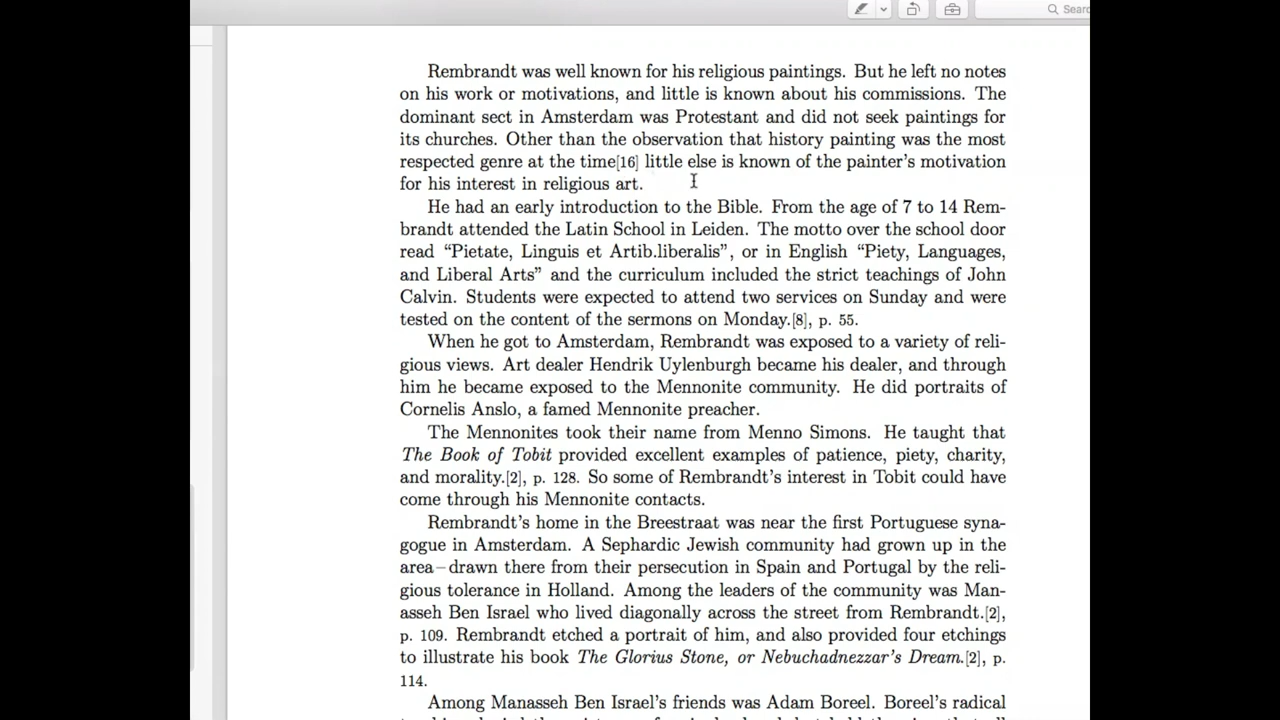 Sear
Rembrandt was well known for his religious paintings. But he left no notes
on his work or motivations, and little is known about his commissions. The
dominant sect in Amsterdam was Protestant and did not seek paintings for
its churches. Other than the observation that history painting was the most
respected genre at the time[16] little else is known of the painter's motivation
for his interest in religious art.
He had an early introduction to the Bible. From the age of 7 to 14 Rem-
brandt attended the Latin School in Leiden. The motto over the school door
read “Pietate, Linguis et Artib.liberalis”, or in English “Piety, Languages,
and Liberal Arts” and the curriculum included the strict teachings of John
Calvin. Students were expected to attend two services on Sunday and were
tested on the content of the sermons on Monday.[8], p. 55.
When he got to Amsterdam, Rembrandt was exposed to a variety of reli-
gious views. Art dealer Hendrik Uylenburgh became his dealer, and through
him he became exposed to the Mennonite community. He did portraits of
Cornelis Anslo, a famed Mennonite preacher.
The Mennonites took their name from Menno Simons. He taught that
The Book of Tobit provided excellent examples of patience, piety, charity,
and morality.[2], p. 128. So some of Rembrandt's interest in Tobit could have
come through his Mennonite contacts.
Rembrandt's home in the Breestraat was near the first Portuguese syna-
gogue in Amsterdam. A Sephardic Jewish community had grown up in the
area–drawn there from their persecution in Spain and Portugal by the reli-
gious tolerance in Holland. Among the leaders of the community was Man-
asseh Ben Israel who lived diagonally across the street from Rembrandt.[2],
p. 109. Rembrandt etched a portrait of him, and also provided four etchings
to illustrate his book The Glorius Stone, or Nebuchadnezzar's Dream.[2], p.
114.
Among Manasseh Ben Israel's friends was Adam Boreel. Boreel's radical